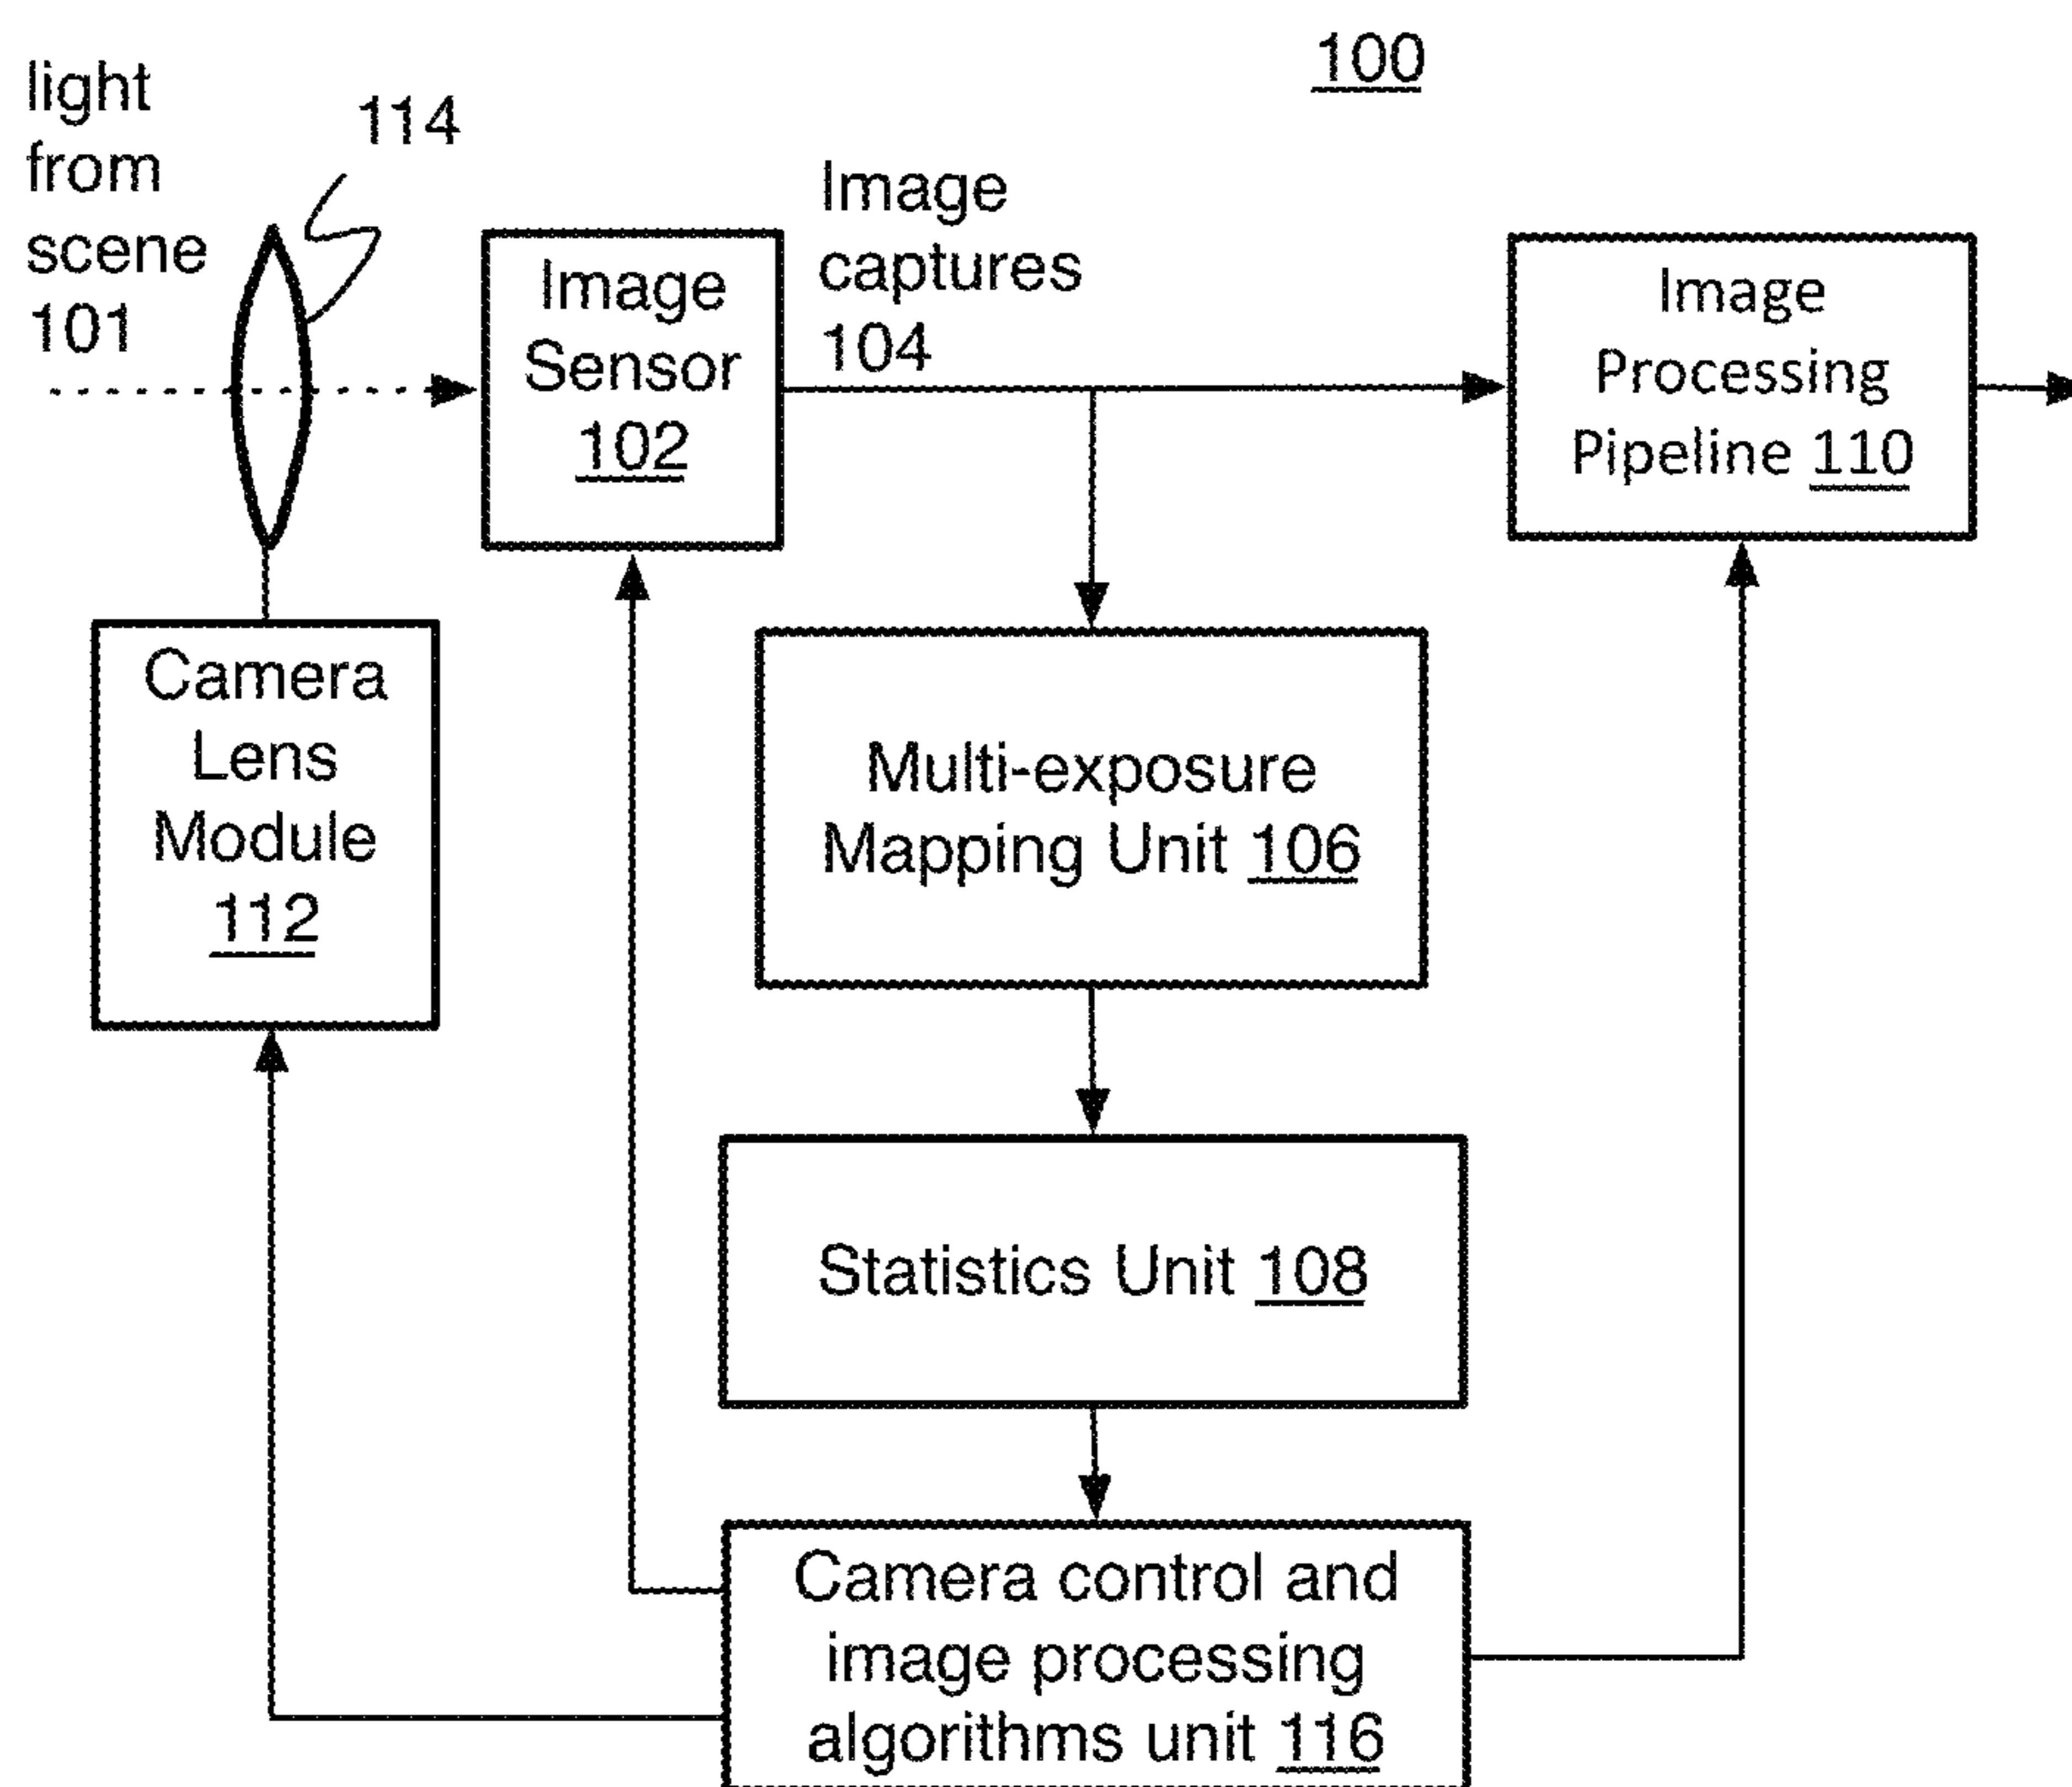 100
light
from
scene
101
114
Image
captures
104
Image
Sensor
102
Image
Processing
Pipeline 110
Camera
Lens
Module
112
Multi-exposure
Mapping Unit 106
Statistics Unit 108
Camera control and
image processing
algorithms unit 116